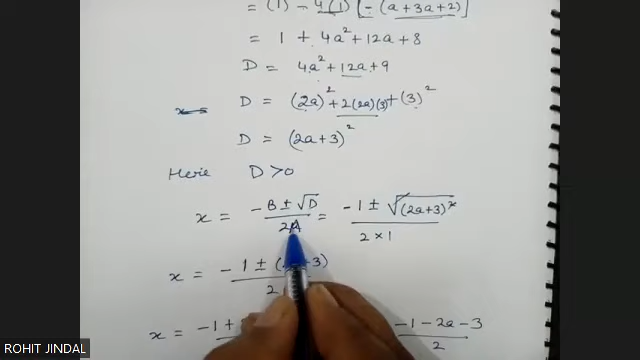 = (1) - 4(1) [-(a+3a+2)]
= 1 + 4a² + 12a + 8
D = 4a² + 12a + 9
D = (2a)² + 2(2a)(3) + (3)²
D = (2a+3)²
Here D > 0
x = -B ± √D / 2A = -1 ± √(2a+3)² / 2 × 1
x = -1 ± ( 3) / 2
x = -1 + -1 - 2a - 3 / 2
ROHIT JINDAL